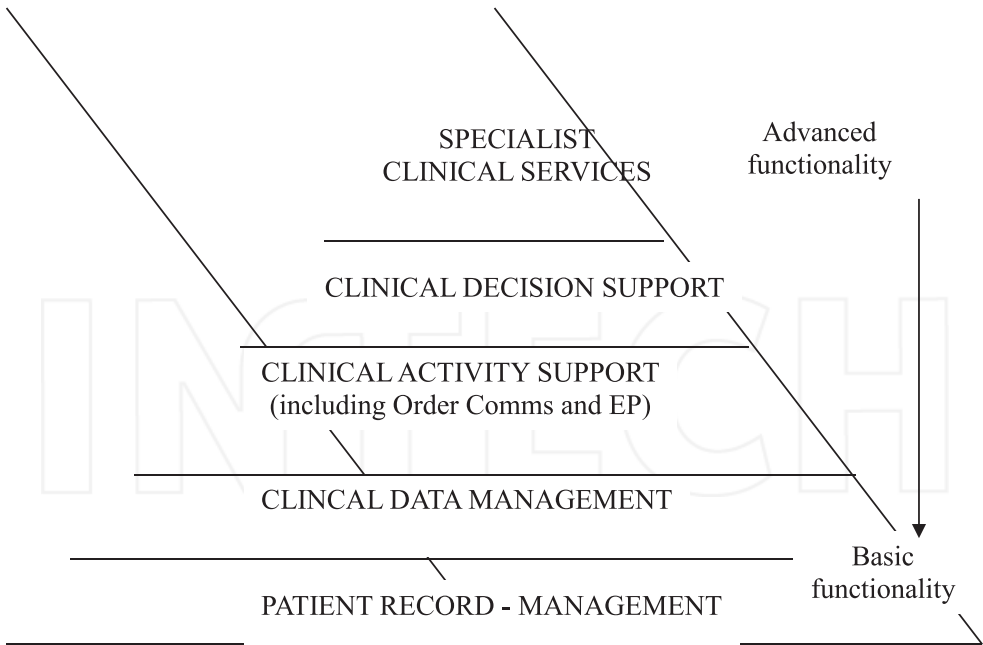 SPECIALIST
CLINICAL SERVICES
Advanced
functionality
CLINICAL DECISION SUPPORT
INTECH
CLINICAL ACTIVITY SUPPORT
(including Order Comms and EP)
CLINCAL DATA MANAGEMENT
Basic
functionality
PATIENT RECORD - MANAGEMENT